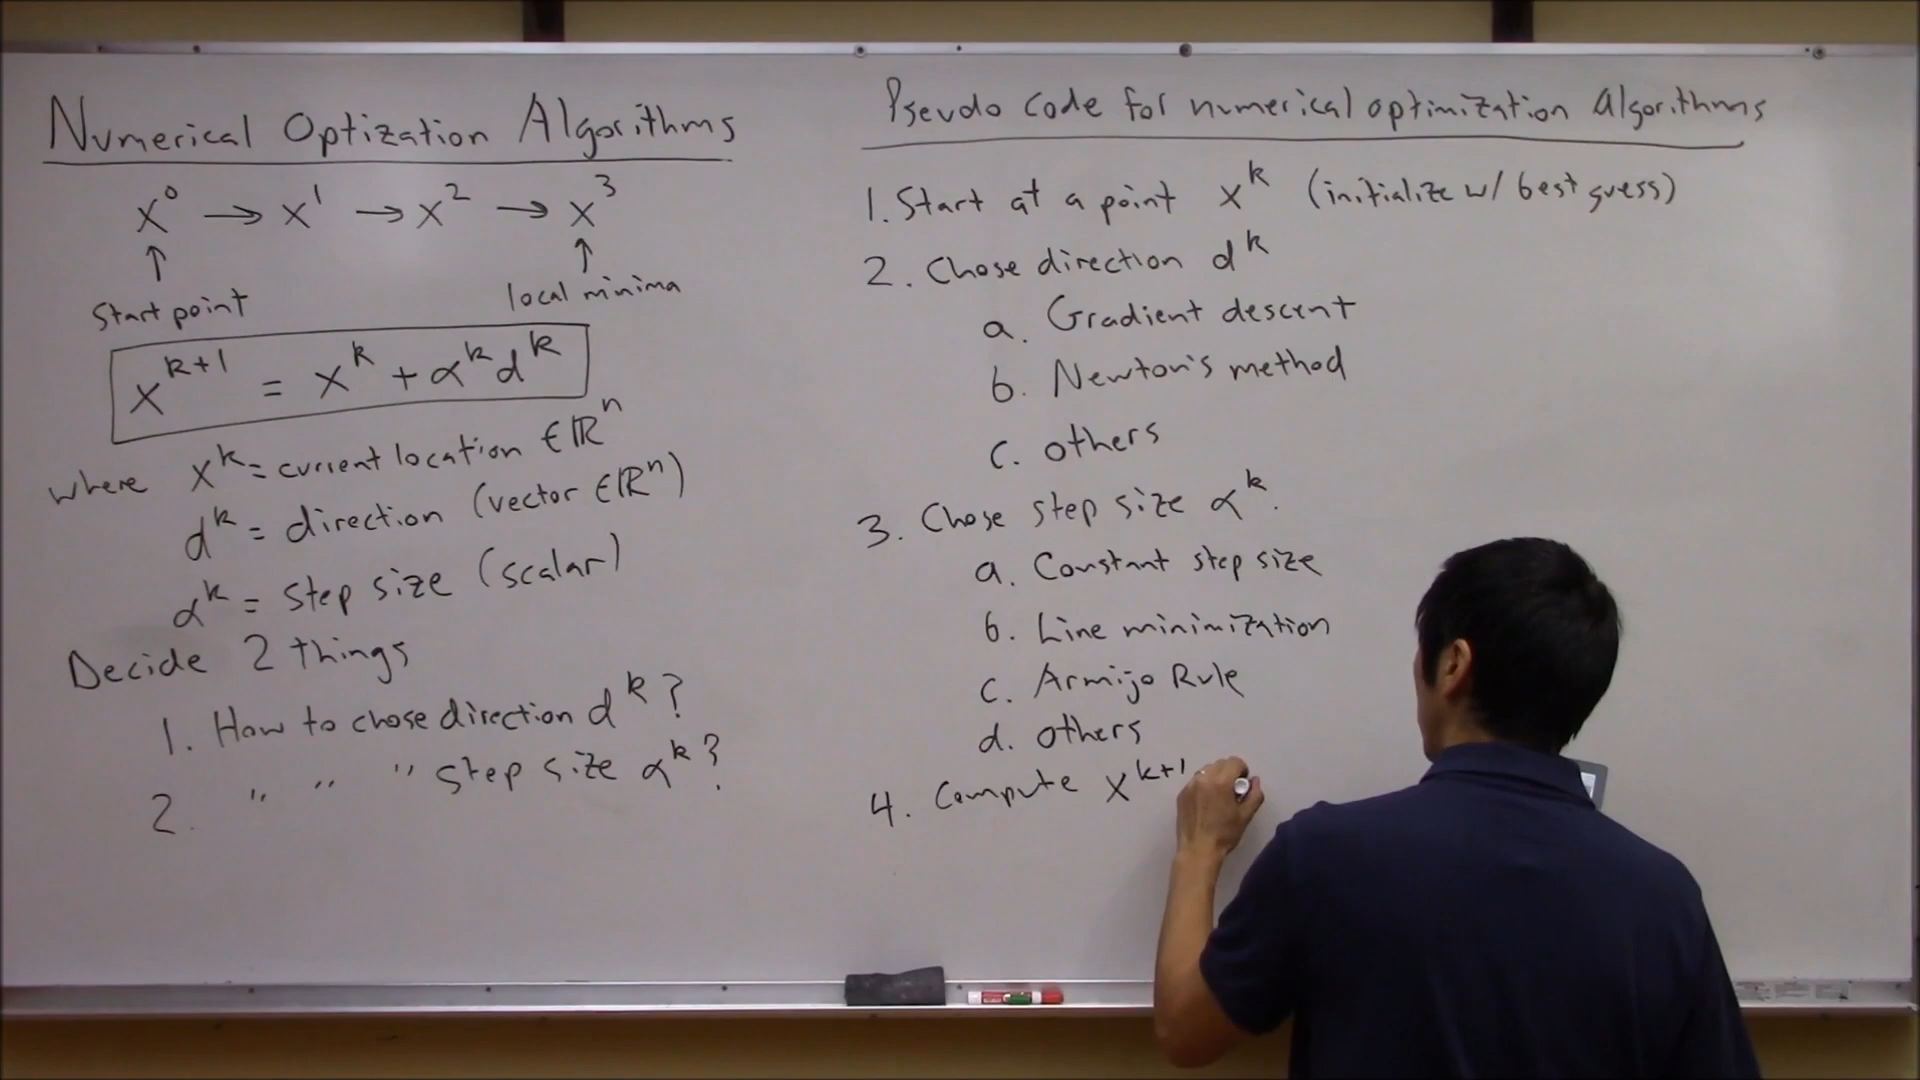 Numerical Optization Algorithms
x⁰ → x¹ → x² → x³
↑ ↑
Start point local minima
x^{k+1} = x^k + α^k d^k
where x^k = current location ∈ ℝⁿ
d^k = direction (vector ∈ ℝⁿ)
α^k = step size (scalar)
Decide 2 things
1. How to chose direction d^k?
2. " " " step size α^k?
Pseudo code for numerical optimization Algorithms
1. Start at a point x^k (initialize w/ best guess)
2. Chose direction d^k
a. Gradient descent
b. Newton's method
c. others
3. Chose step size α^k.
a. Constant step size
b. Line minimization
c. Armijo Rule
d. others
4. Compute x^{k+1}